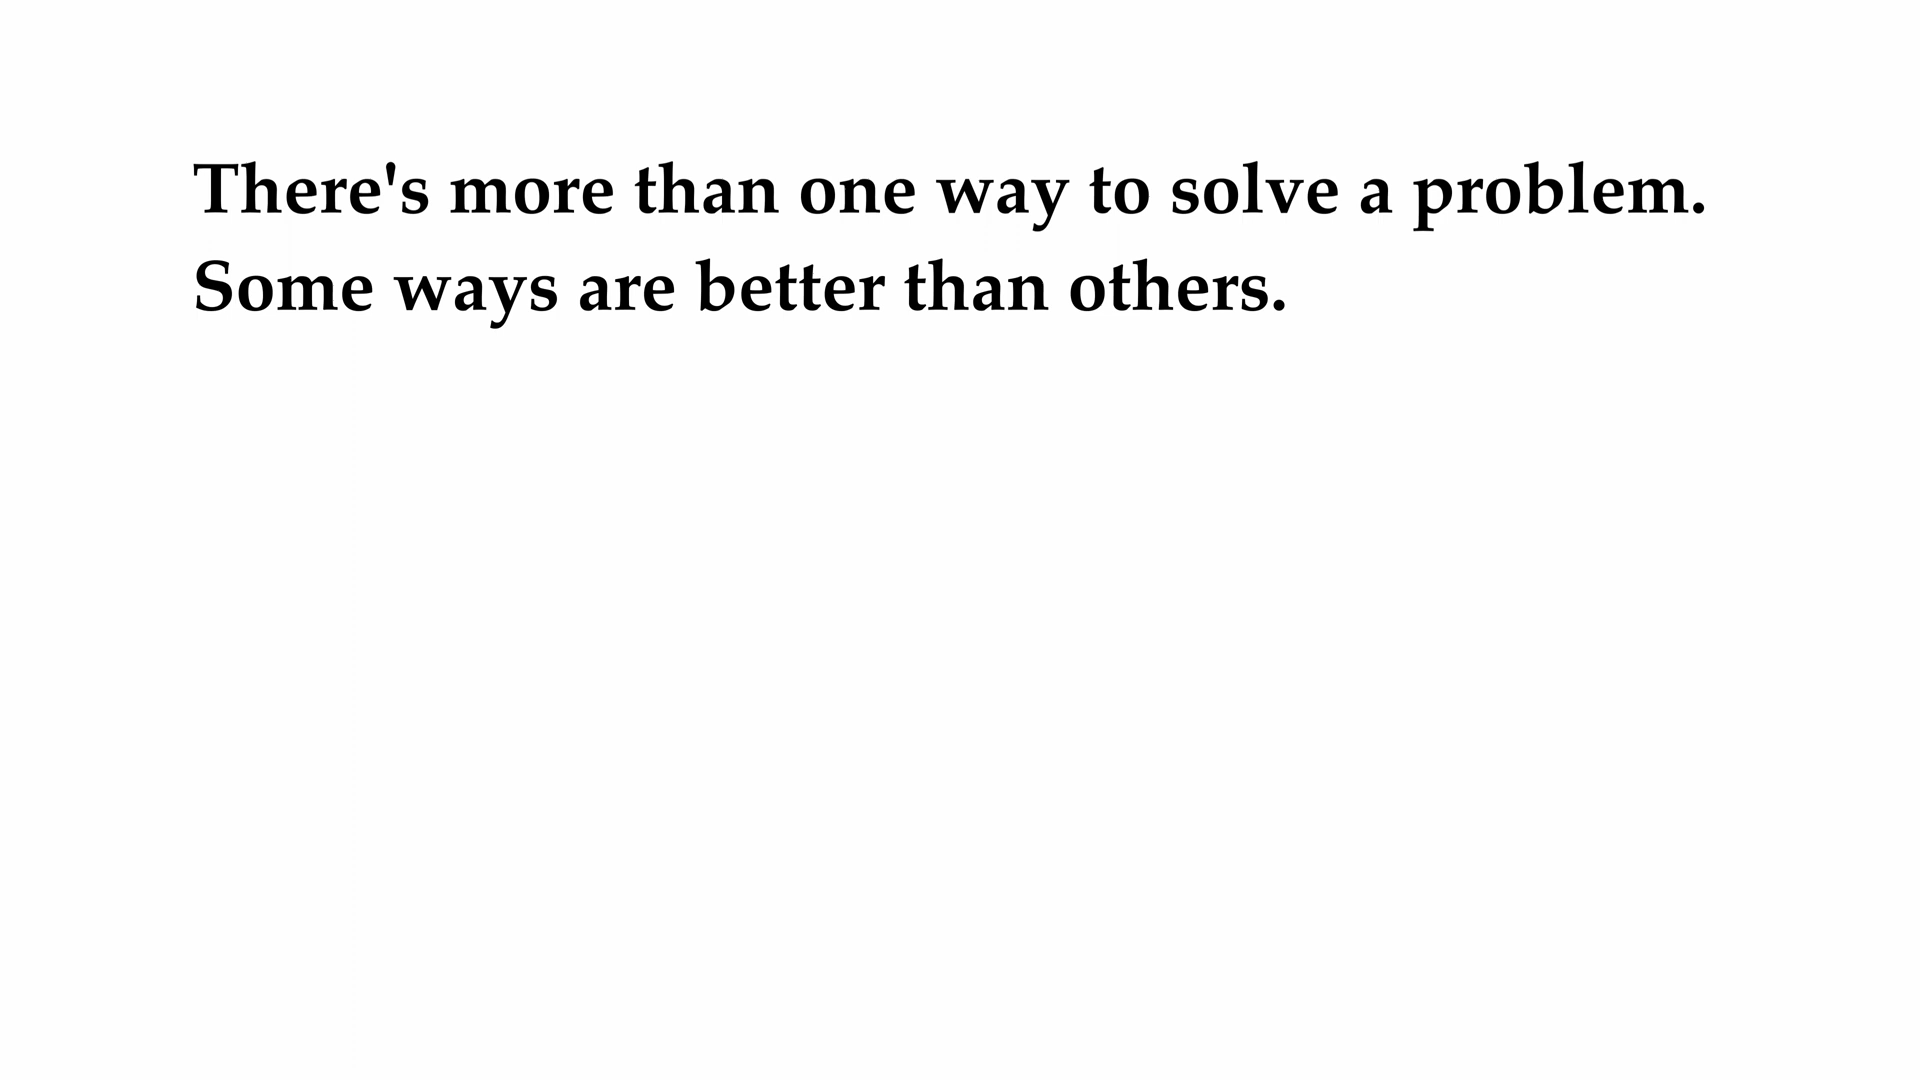 There's more than one way to solve a problem.
Some ways are better than others.